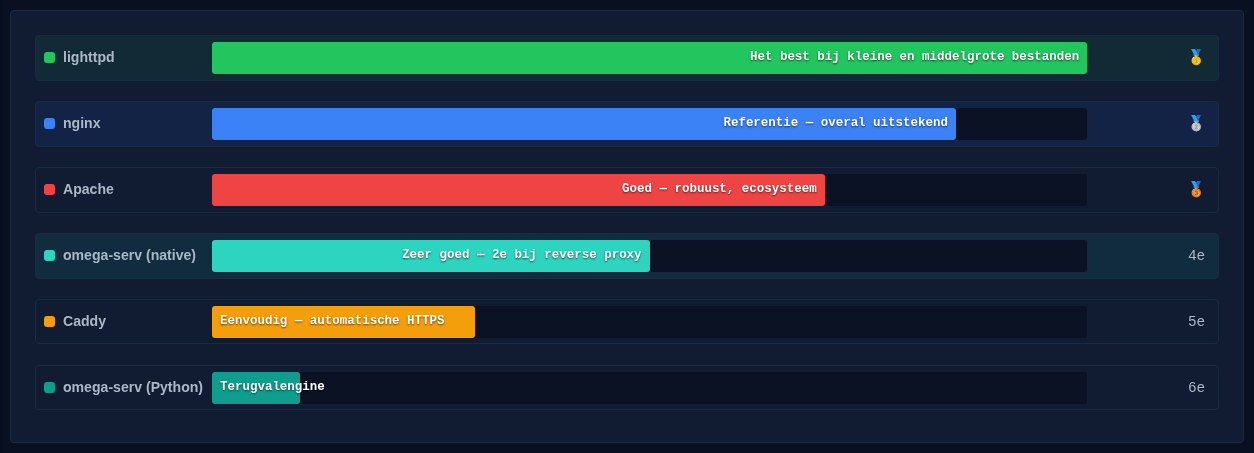 lighttpd Het best bij kleine en middelgrote bestanden 🥇
nginx Referentie — overal uitstekend 🥈
Apache Goed — robuust, ecosysteem 🥉
omega-serv (native) Zeer goed — 2e bij reverse proxy 4e
Caddy Eenvoudig — automatische HTTPS 5e
omega-serv (Python) Terugvalengine 6e